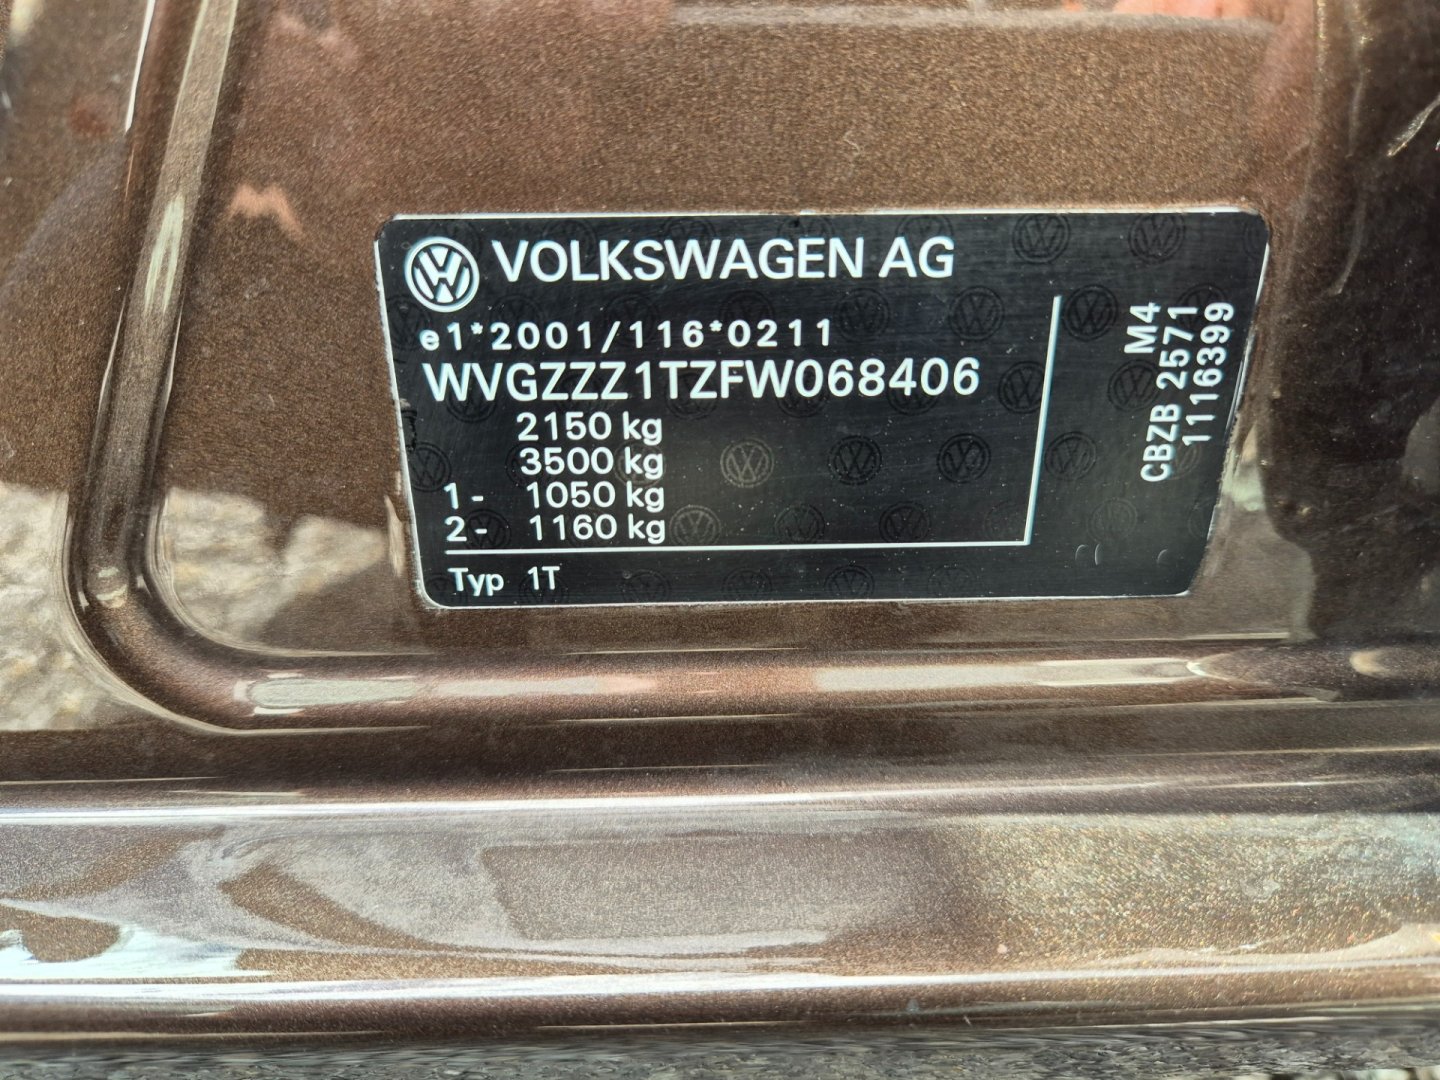 VOLKSWAGEN AG
e1*2001/116*0211
WVGZZZ1TZFW068406
2150 kg
3500 kg
1- 1050 kg
2- 1160 kg
Typ 1T
M4
CBZB 2571
1116399